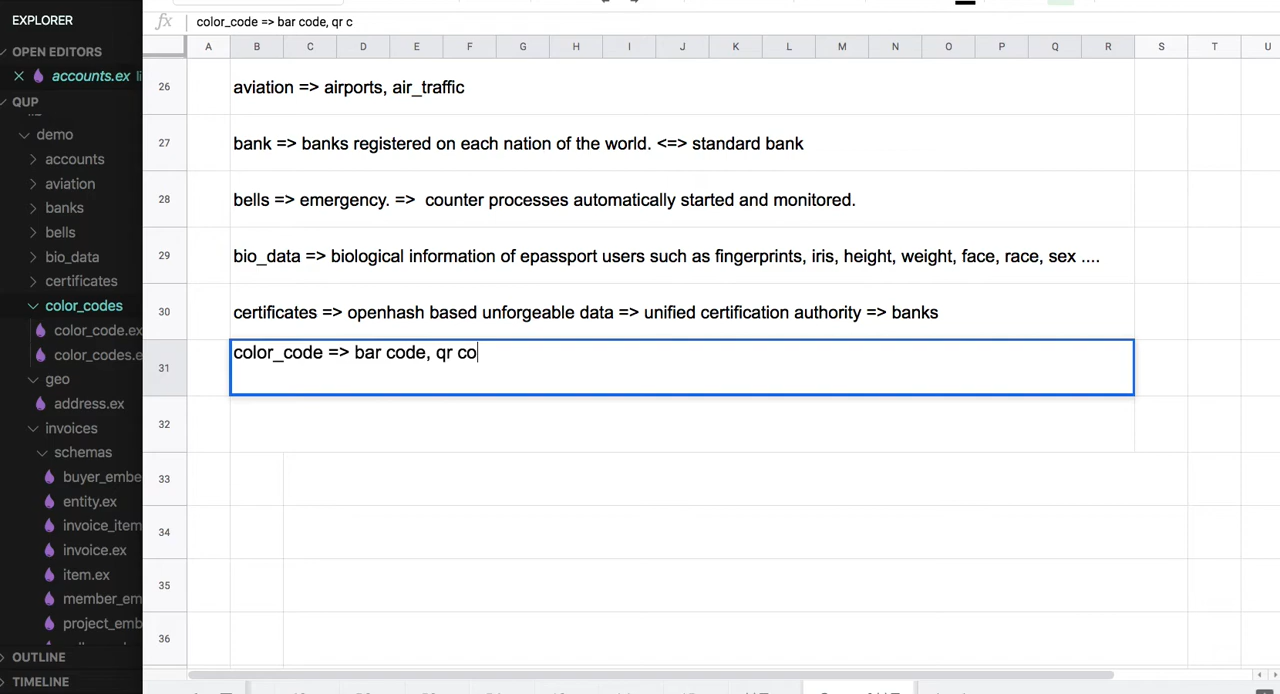 EXPLORER
OPEN EDITORS
accounts.ex li
QUP
demo
accounts
aviation
banks
bells
bio_data
certificates
color_codes
color_code.ex
color_codes.e
geo
address.ex
invoices
schemas
buyer_embe
entity.ex
invoice_item
invoice.ex
item.ex
member_em
project_emb
OUTLINE
TIMELINE
fx color_code => bar code, qr c
A B C D E F G H I J K L M N O P Q R S T U
26 aviation => airports, air_traffic
27 bank => banks registered on each nation of the world. <=> standard bank
28 bells => emergency. =>  counter processes automatically started and monitored.
29 bio_data => biological information of epassport users such as fingerprints, iris, height, weight, face, race, sex ....
30 certificates => openhash based unforgeable data => unified certification authority => banks
31 color_code => bar code, qr co
32
33
34
35
36